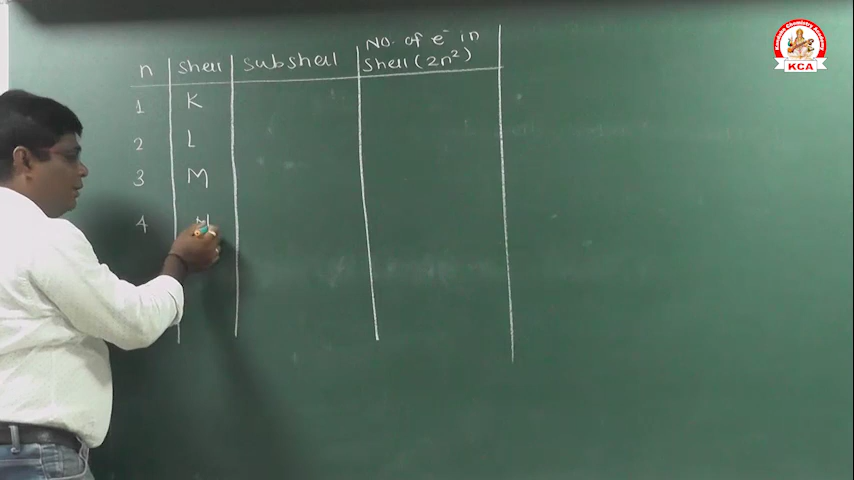 n shell subshell No. of e⁻ in
shell (2n²)
1 K
2 L
3 M
4 N
KCA